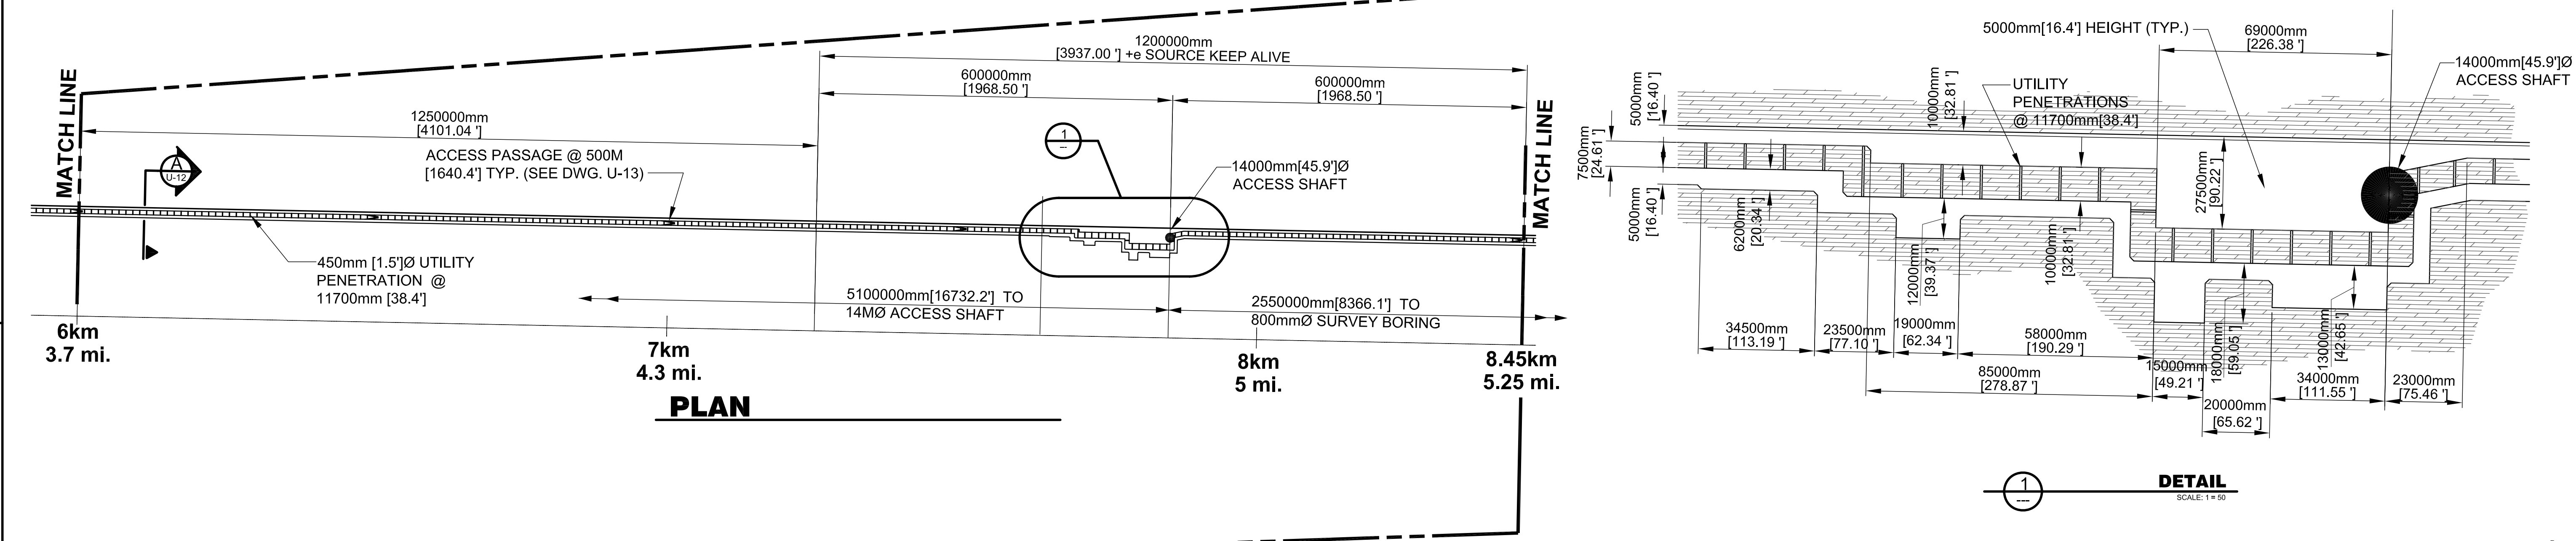 MATCH LINE
1200000mm
[3937.00 '] +e SOURCE KEEP ALIVE
600000mm
[1968.50 ']
600000mm
[1968.50 ']
1250000mm
[4101.04 ']
1
---
A
U-12
ACCESS PASSAGE @ 500M
[1640.4'] TYP. (SEE DWG. U-13)
14000mm[45.9']Ø
ACCESS SHAFT
MATCH LINE
450mm [1.5']Ø UTILITY
PENETRATION @
11700mm [38.4']
5100000mm[16732.2'] TO
14MØ ACCESS SHAFT
2550000mm[8366.1'] TO
800mmØ SURVEY BORING
6km
3.7 mi.
7km
4.3 mi.
8km
5 mi.
8.45km
5.25 mi.
PLAN
5000mm[16.4'] HEIGHT (TYP.)
69000mm
[226.38 ']
14000mm[45.9']Ø
ACCESS SHAFT
UTILITY
PENETRATIONS
@ 11700mm[38.4']
5000mm
[16.40 ']
10000mm
[32.81 ']
7500mm
[24.61 ']
27500mm
[90.22 ']
5000mm
[16.40 ']
6200mm
[20.34 ']
12000mm
[39.37 ']
10000mm
[32.81 ']
18000mm
[59.05 ']
13000mm
[42.65 ']
34500mm
[113.19 ']
23500mm
[77.10 ']
19000mm
[62.34 ']
58000mm
[190.29 ']
85000mm
[278.87 ']
15000mm
[49.21 ']
20000mm
[65.62 ']
34000mm
[111.55 ']
23000mm
[75.46 ']
1
---
DETAIL
SCALE: 1 = 50